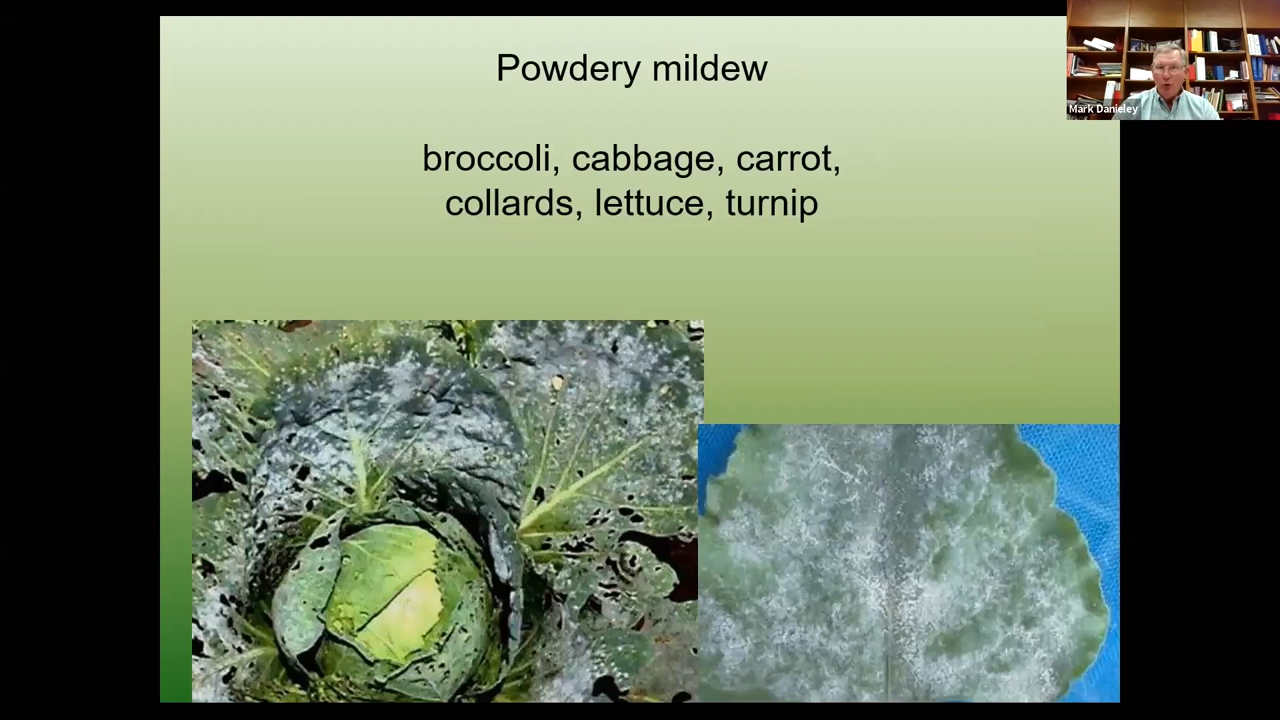 Powdery mildew
broccoli, cabbage, carrot,
collards, lettuce, turnip
Mark Danieley